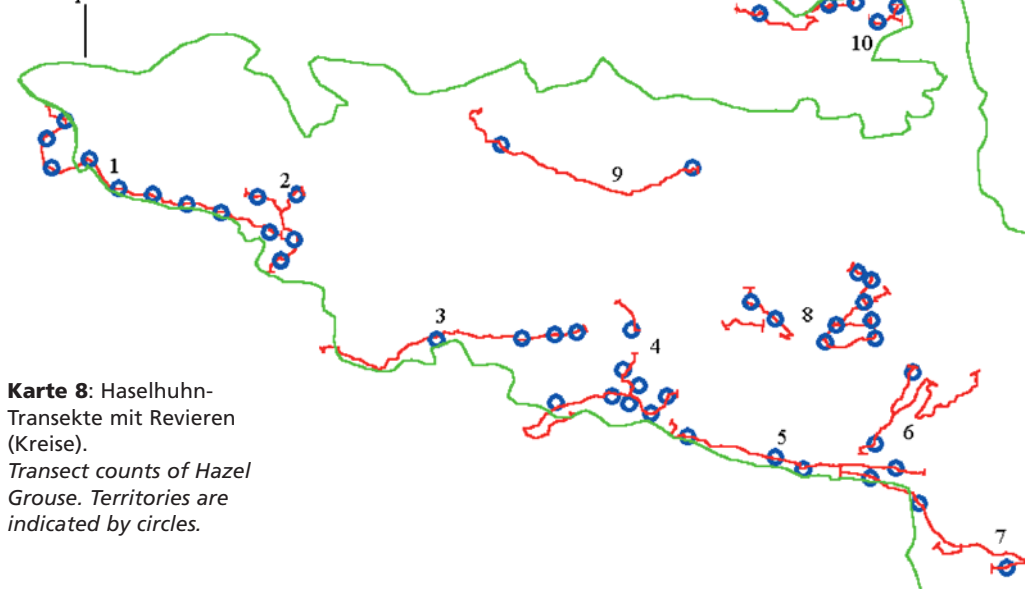 10
1
2
9
3
8
4
6
5
7
Karte 8: Haselhuhn-
Transekte mit Revieren
(Kreise).
Transect counts of Hazel
Grouse. Territories are
indicated by circles.